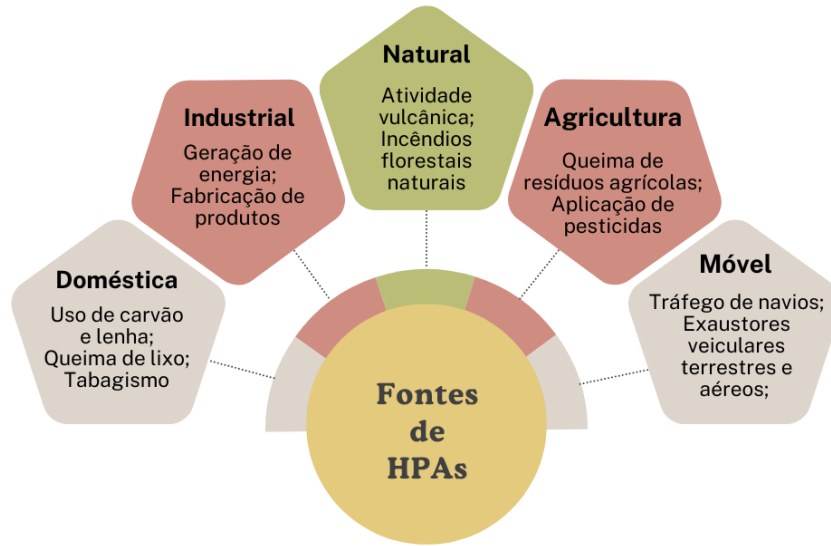 Natural
Atividade
vulcânica;
Incêndios
florestais
naturais
Industrial
Geração de
energia;
Fabricação de
produtos
Agricultura
Queima de
resíduos agrícolas;
Aplicação de
pesticidas
Doméstica
Uso de carvão
e lenha;
Queima de lixo;
Tabagismo
Móvel
Tráfego de navios;
Exaustores
veiculares
terrestres e
aéreos;
Fontes
de
HPAs